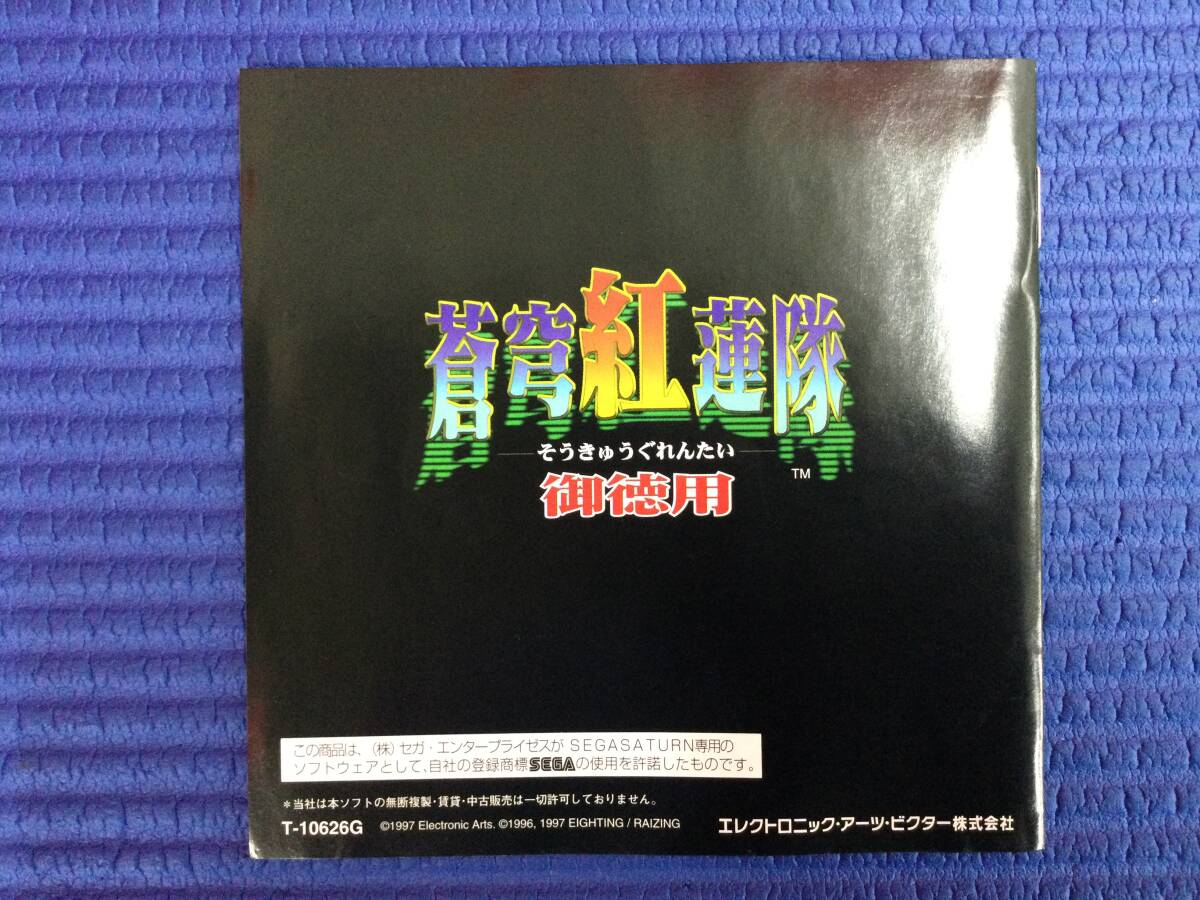 蒼穹紅蓮隊
そうきゅうぐれんたい
TM
御徳用
この商品は、(株)セガ・エンタープライゼスが SEGASATURN専用の
ソフトウェアとして、自社の登録商標SEGAの使用を許諾したものです。
*当社は本ソフトの無断複製・賃貸・中古販売は一切許可しておりません。
T-10626G ©1997 Electronic Arts. ©1996, 1997 EIGHTING / RAIZING エレクトロニック・アーツ・ビクター株式会社